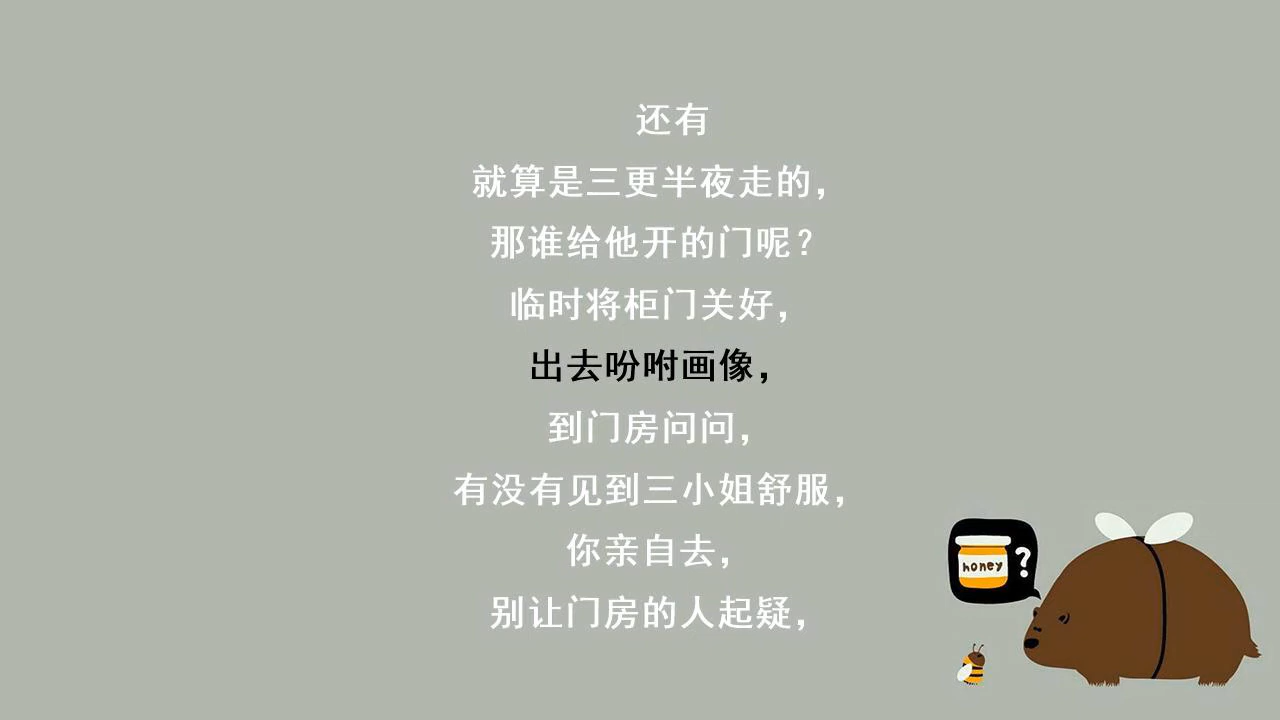 还有
就算是三更半夜走的，
那谁给他开的门呢？
临时将柜门关好，
出去吩咐画像，
到门房问问，
有没有见到三小姐舒服，
你亲自去，
别让门房的人起疑，
honey
?